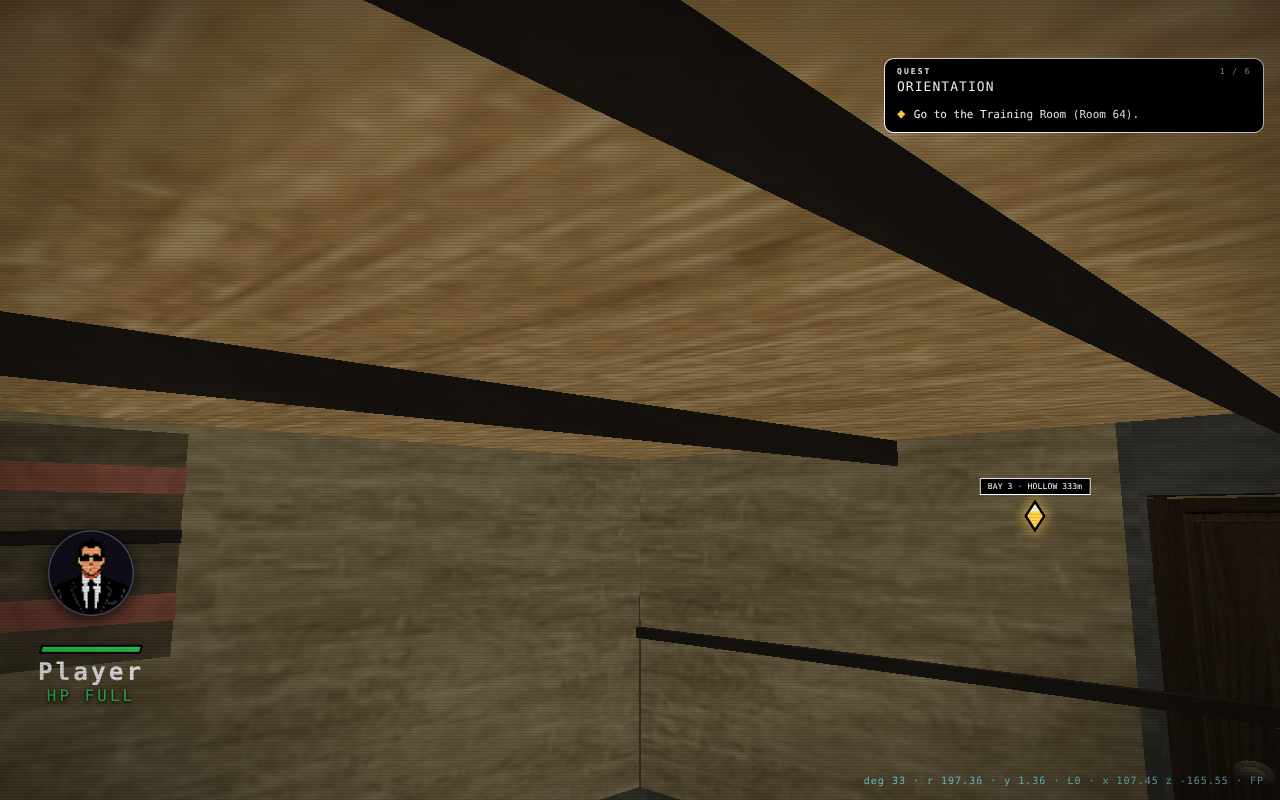 QUEST
1 / 6
ORIENTATION
Go to the Training Room (Room 64).
BAY 3 · HOLLOW 333m
Player
HP FULL
deg 33 · r 197.36 · y 1.36 · L0 · x 107.45 z -165.55 · FP